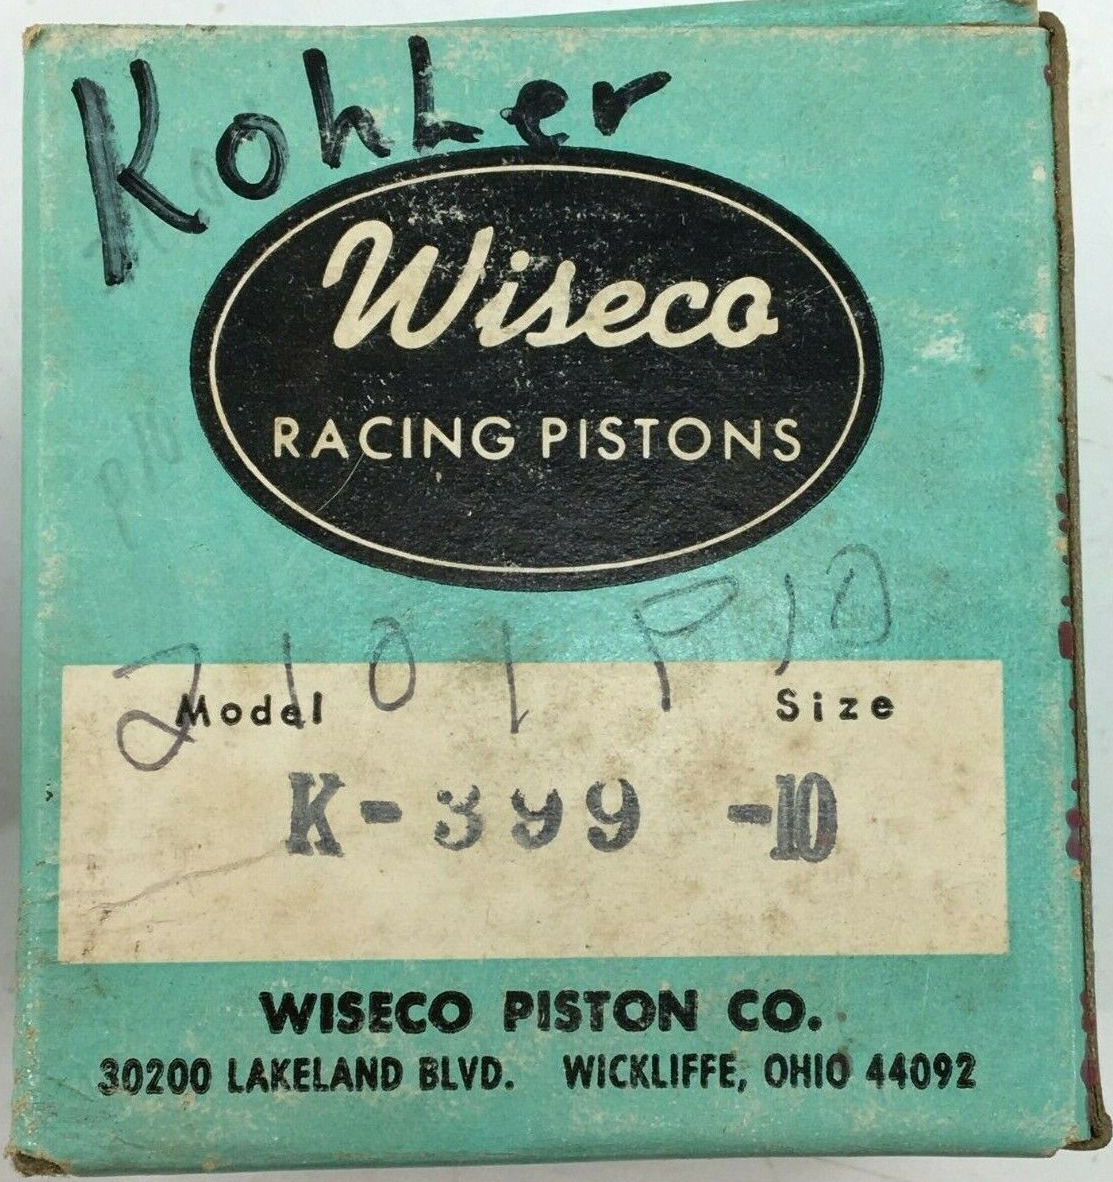 KohLer
Wiseco
RACING PISTONS
2101 P10
Model Size
K-399 -10
WISECO PISTON CO.
30200 LAKELAND BLVD. WICKLIFFE, OHIO 44092